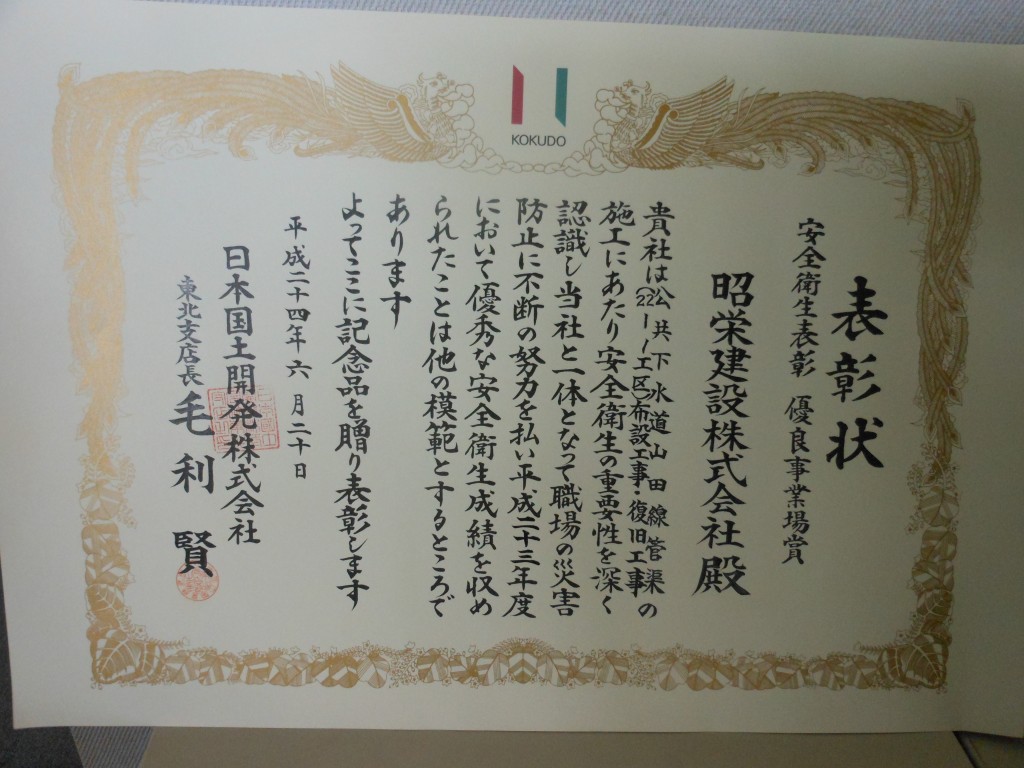 KOKUDO
表彰状
安全衛生表彰 優良事業場賞
昭栄建設株式会社殿
貴社は公共下水道山田線管渠(221-1工区)布設工事・復旧工事の
施工にあたり安全衛生の重要性を深く
認識し当社と一体となって職場の災害
防止に不断の努力を払い平成二十三年度
において優秀な安全衛生成績を収め
られたことは他の模範とするところで
あります
よってここに記念品を贈り表彰します
平成二十四年六月二十日
日本国土開発株式会社
東北支店長 毛利 賢